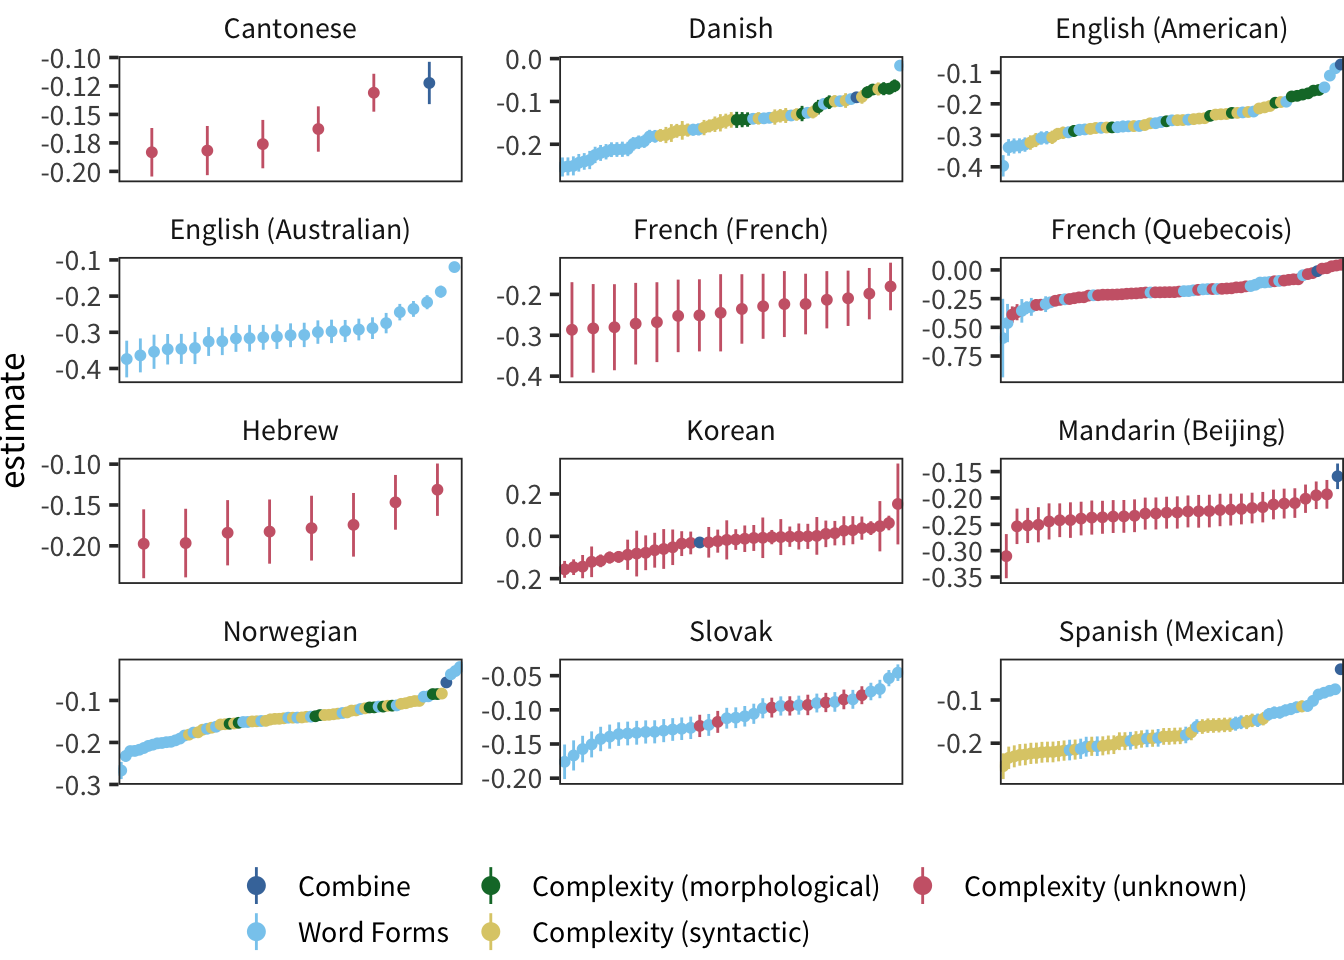 Cantonese
Danish
English (American)
-0.10
-0.12
-0.15
-0.18
-0.20
0.0
-0.1
-0.2
-0.1
-0.2
-0.3
-0.4
English (Australian)
French (French)
French (Quebecois)
-0.1
-0.2
-0.3
-0.4
-0.2
-0.3
-0.4
0.00
-0.25
-0.50
-0.75
estimate
Hebrew
Korean
Mandarin (Beijing)
-0.10
-0.15
-0.20
0.2
0.0
-0.2
-0.15
-0.20
-0.25
-0.30
-0.35
Norwegian
Slovak
Spanish (Mexican)
-0.1
-0.2
-0.3
-0.05
-0.10
-0.15
-0.20
-0.1
-0.2
Combine
Complexity (morphological)
Complexity (unknown)
Word Forms
Complexity (syntactic)